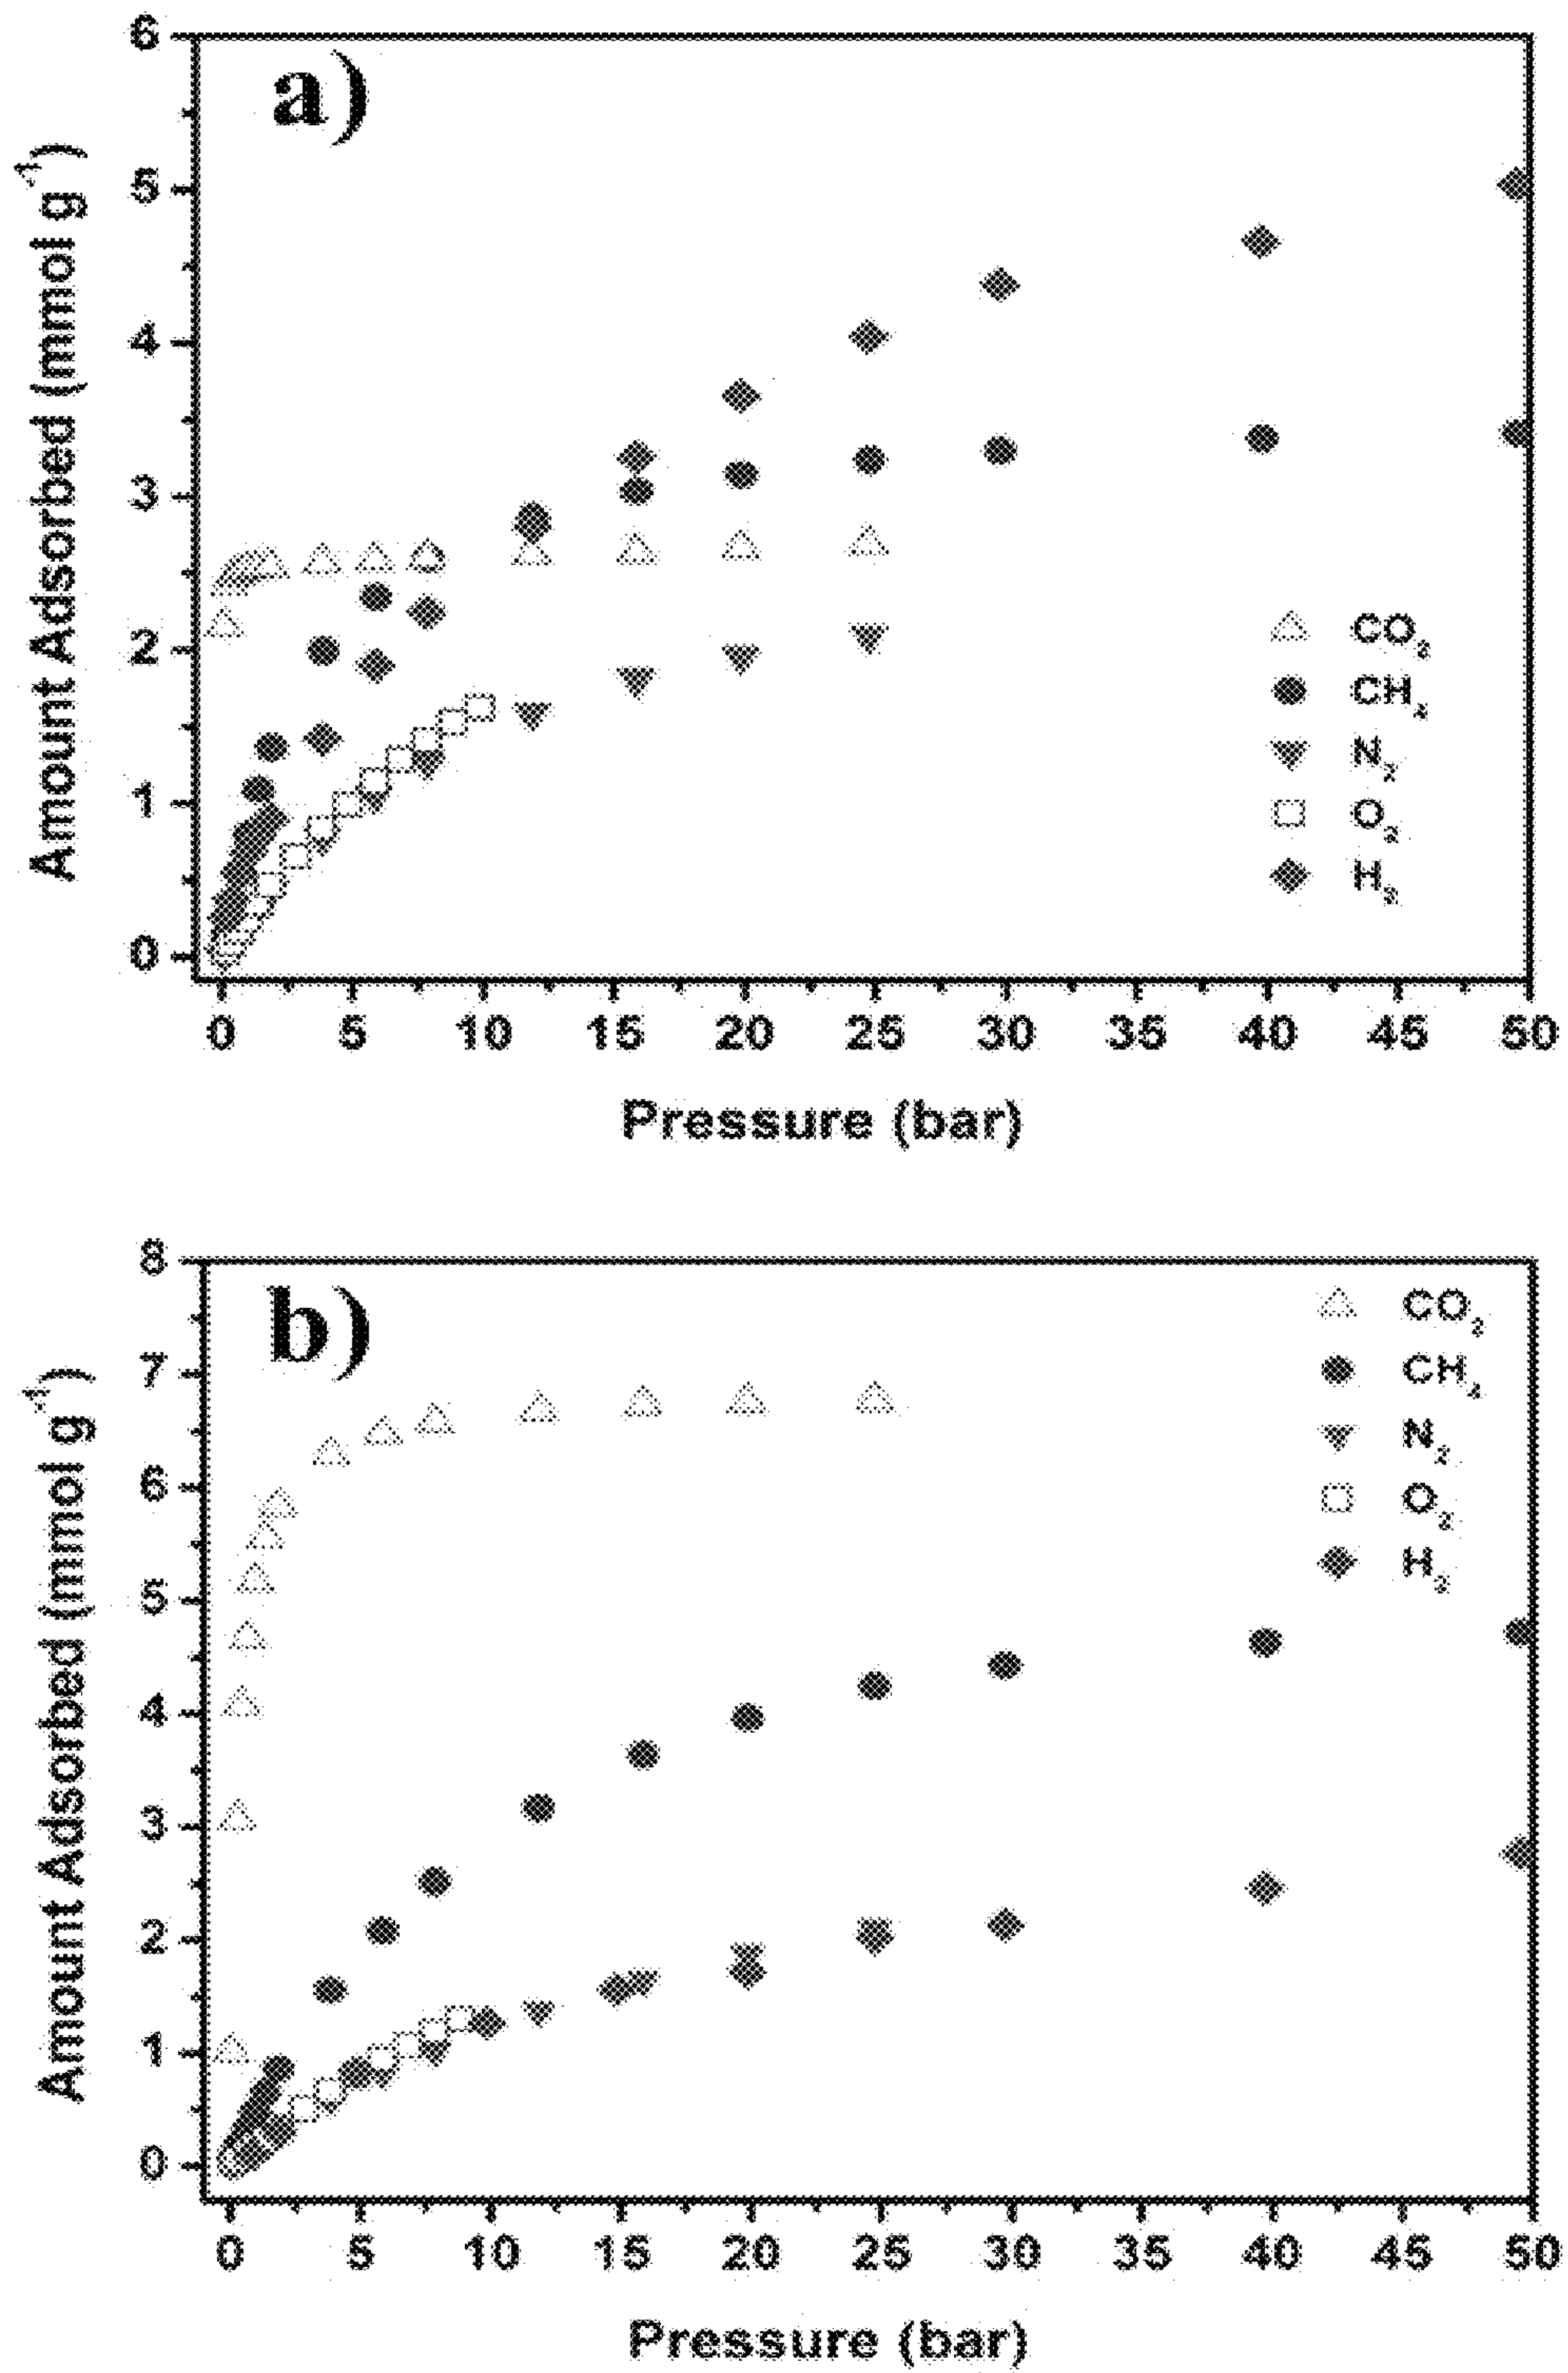 a)
Amount Adsorbed (mmol g⁻¹)
6
5
4
3
2
1
0
CO₂
CH₄
N₂
O₂
H₂
0 5 10 15 20 25 30 35 40 45 50
Pressure (bar)
b)
Amount Adsorbed (mmol g⁻¹)
8
7
6
5
4
3
2
1
0
CO₂
CH₄
N₂
O₂
H₂
0 5 10 15 20 25 30 35 40 45 50
Pressure (bar)